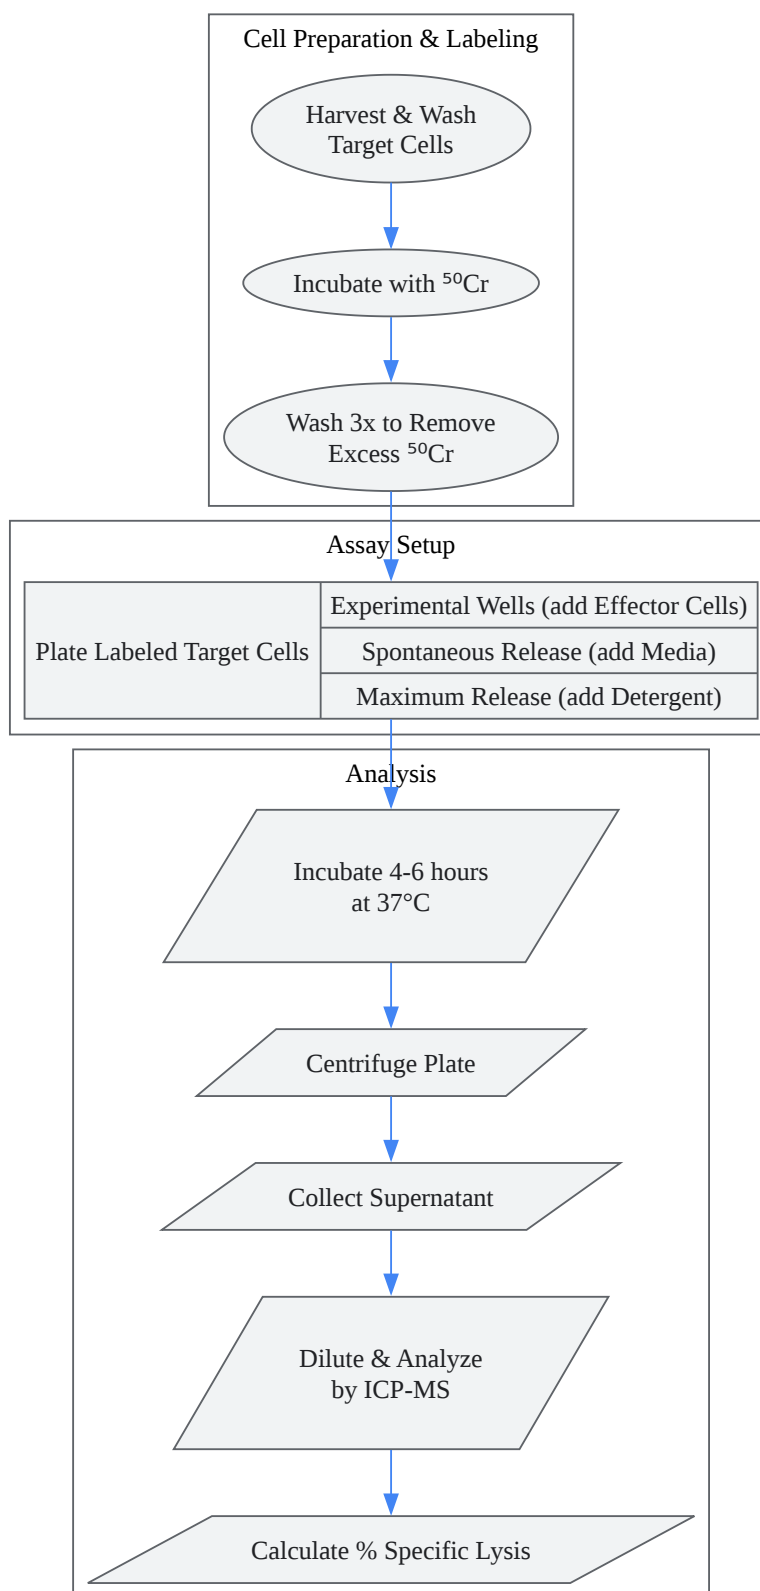 Cell Preparation & Labeling
Harvest & Wash
Target Cells
Incubate with ⁵⁰Cr
Wash 3x to Remove
Excess ⁵⁰Cr
Assay Setup
Plate Labeled Target Cells
Experimental Wells (add Effector Cells)
Spontaneous Release (add Media)
Maximum Release (add Detergent)
Analysis
Incubate 4-6 hours
at 37°C
Centrifuge Plate
Collect Supernatant
Dilute & Analyze
by ICP-MS
Calculate % Specific Lysis